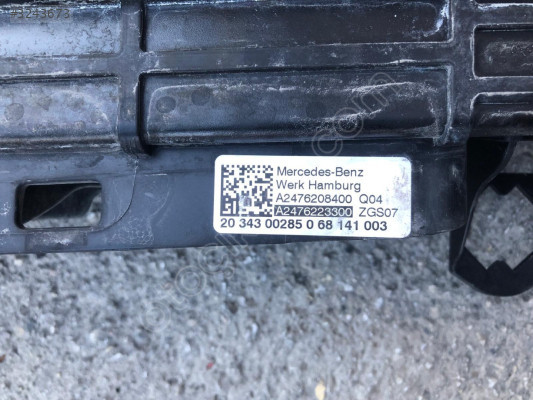 Mercedes-Benz
Werk Hamburg
A2476208400 Q04
A2476223300 ZGS07
20 343 00285 0 68 141 003